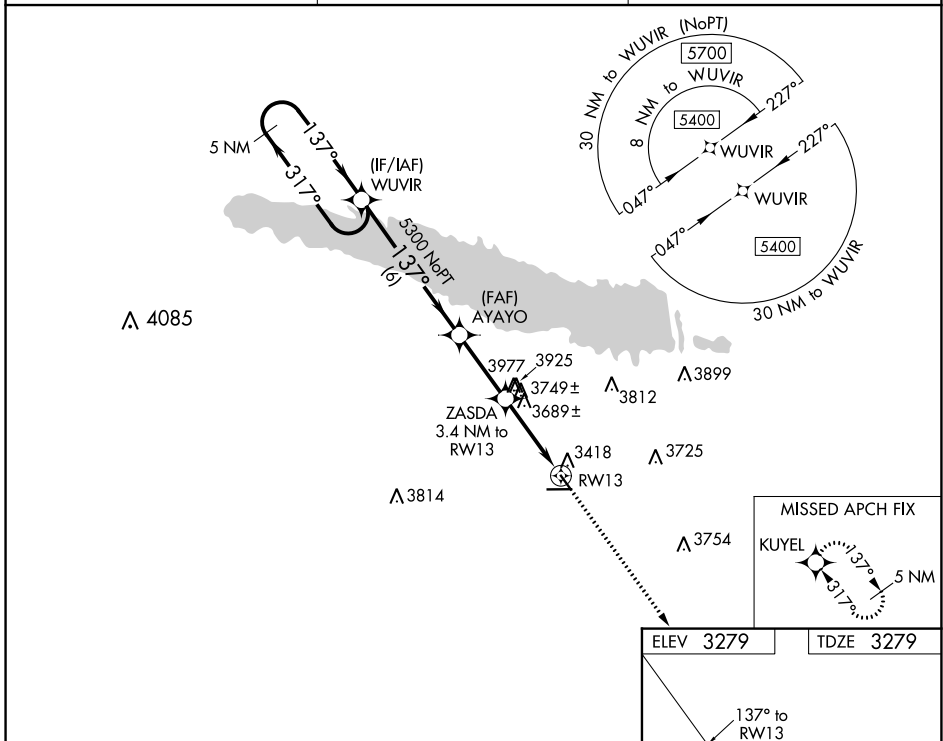 30 NM to WUVIR (NoPT)
5700
8 NM to WUVIR
5400
227°
WUVIR
047°
227°
WUVIR
047°
5400
30 NM to WUVIR
5 NM
137°
317°
(IF/IAF)
WUVIR
5300 NoPT
137°
(6)
(FAF)
AYAYO
4085
3977
3925
3749±
3689±
3812
3899
ZASDA
3.4 NM to
RW13
3418
RW13
3725
3814
3754
MISSED APCH FIX
KUYEL
137°
317°
5 NM
ELEV 3279
TDZE 3279
137° to
RW13